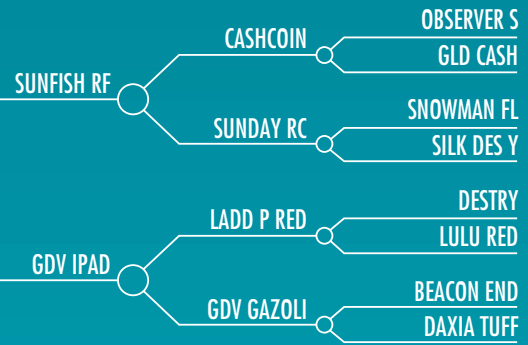 OBSERVER S
CASHCOIN
GLD CASH
SUNFISH RF
SNOWMAN FL
SUNDAY RC
SILK DES Y
DESTRY
LADD P RED
LULU RED
GDV IPAD
BEACON END
GDV GAZOLI
DAXIA TUFF